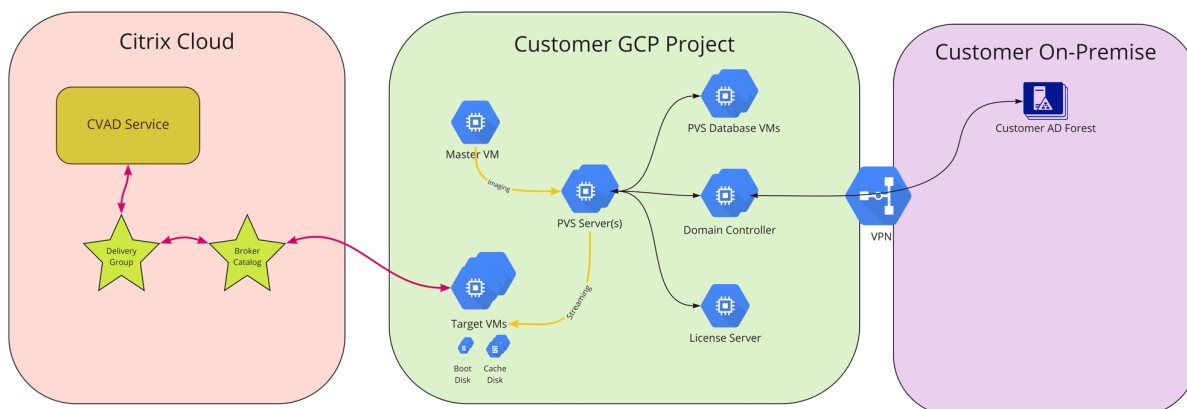 Citrix Cloud
CVAD Service
Delivery
Group
Broker
Catalog
Customer GCP Project
Master VM
Imaging
PVS Server(s)
PVS Database VMs
Domain Controller
License Server
Target VMs
Streaming
Boot
Disk
Cache
Disk
VPN
Customer On-Premise
Customer AD Forest